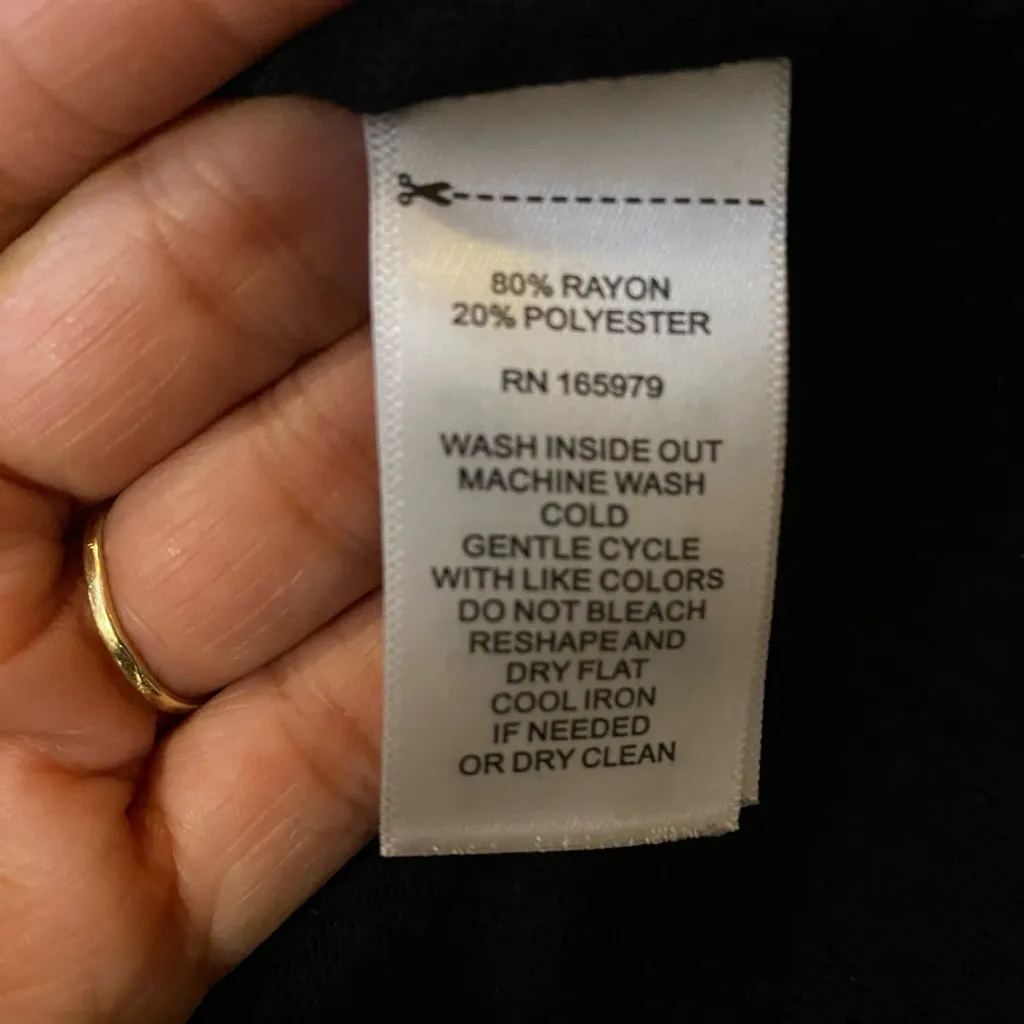 80% RAYON
20% POLYESTER
RN 165979
WASH INSIDE OUT
MACHINE WASH
COLD
GENTLE CYCLE
WITH LIKE COLORS
DO NOT BLEACH
RESHAPE AND
DRY FLAT
COOL IRON
IF NEEDED
OR DRY CLEAN